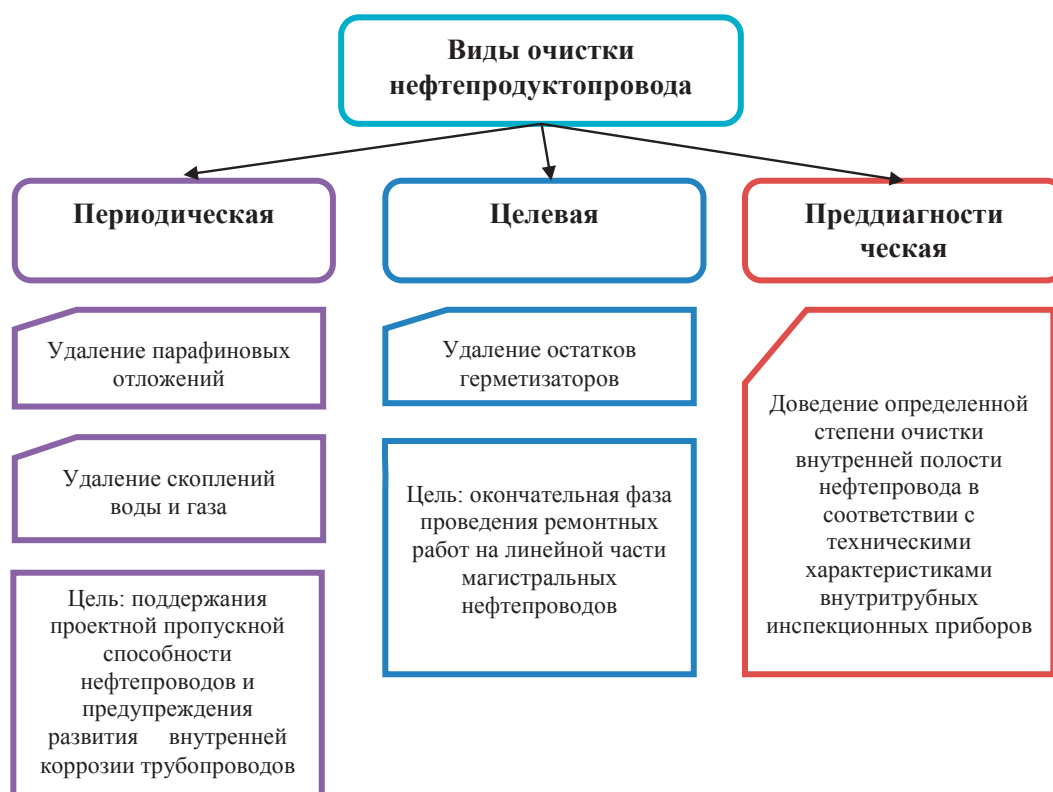 Виды очистки
нефтепродуктопровода
Периодическая
Целевая
Преддиагности
ческая
Удаление парафиновых
отложений
Удаление скоплений
воды и газа
Цель: поддержания
проектной пропускной
способности
нефтепроводов и
предупреждения
развития внутренней
коррозии трубопроводов
Удаление остатков
герметизаторов
Цель: окончательная фаза
проведения ремонтных
работ на линейной части
магистральных
нефтепроводов
Доведение определенной
степени очистки
внутренней полости
нефтепровода в
соответствии с
техническими
характеристиками
внутритрубных
инспекционных приборов